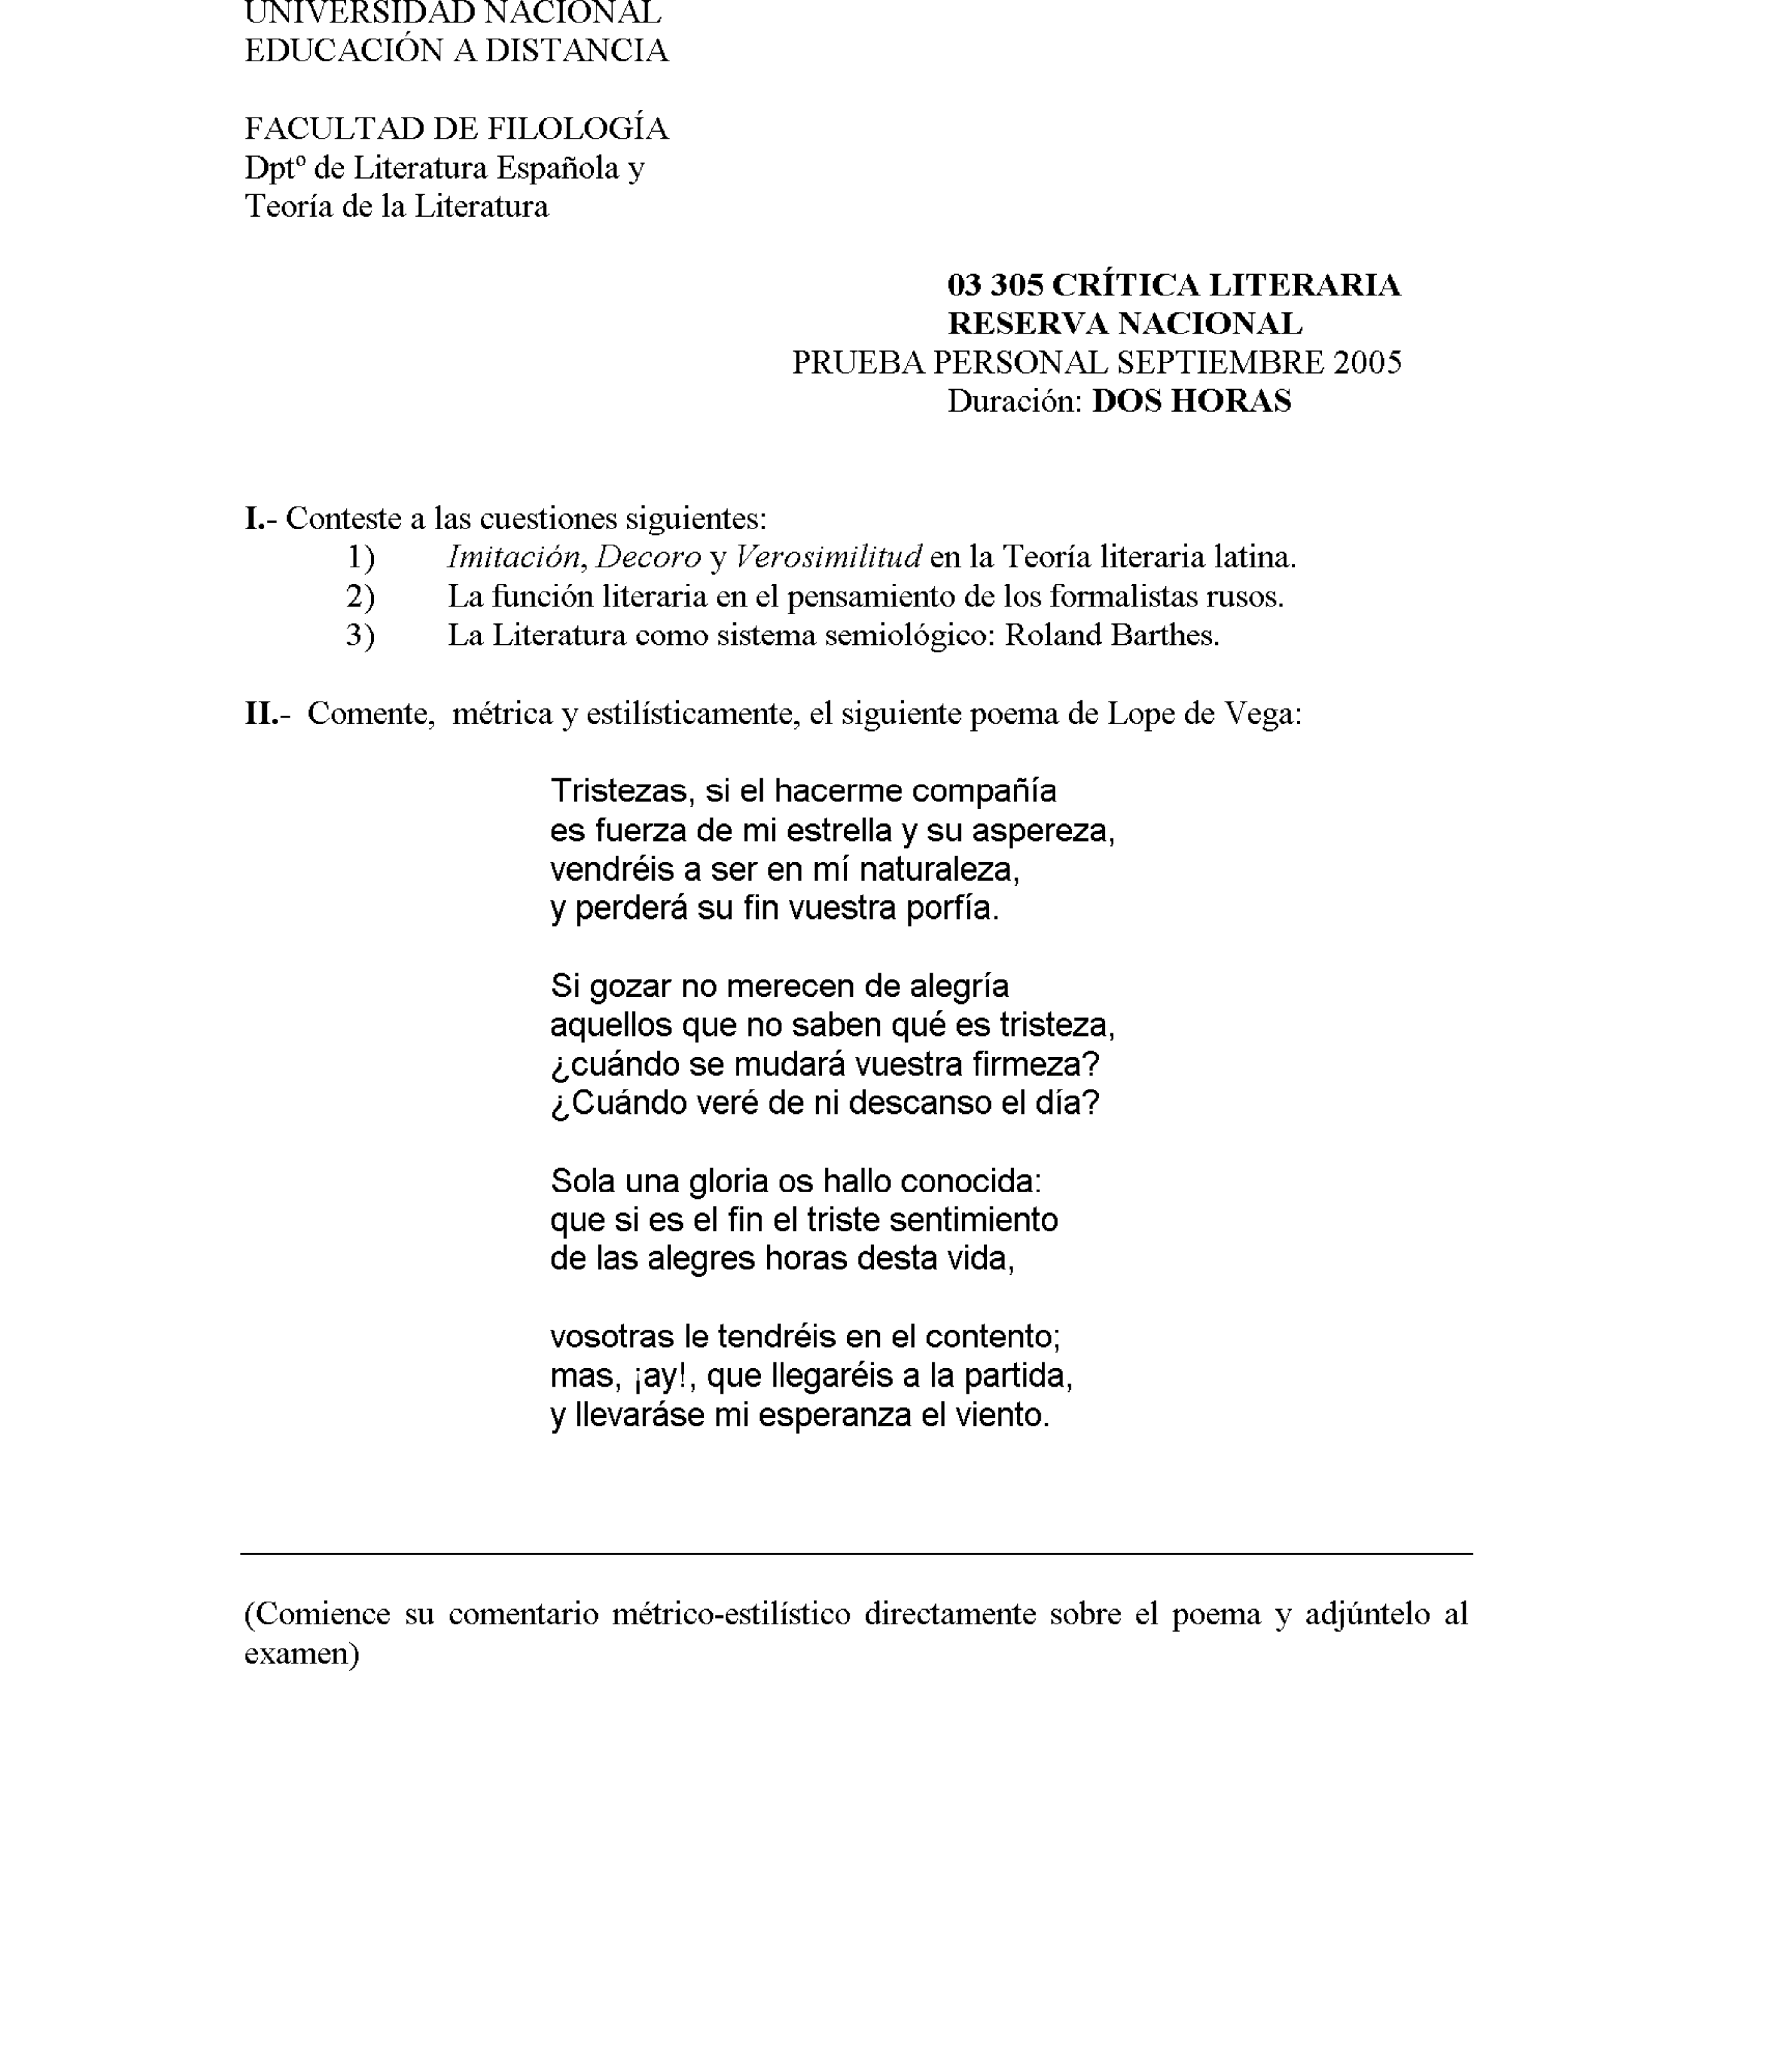 UNIVERSIDAD NACIONAL
EDUCACIÓN A DISTANCIA
FACULTAD DE FILOLOGÍA
Dptº de Literatura Española y
Teoría de la Literatura
03 305 CRÍTICA LITERARIA
RESERVA NACIONAL
PRUEBA PERSONAL SEPTIEMBRE 2005
Duración: DOS HORAS
I.- Conteste a las cuestiones siguientes:
1) Imitación, Decoro y Verosimilitud en la Teoría literaria latina.
2) La función literaria en el pensamiento de los formalistas rusos.
3) La Literatura como sistema semiológico: Roland Barthes.
II.- Comente, métrica y estilísticamente, el siguiente poema de Lope de Vega:
Tristezas, si el hacerme compañía
es fuerza de mi estrella y su aspereza,
vendréis a ser en mí naturaleza,
y perderá su fin vuestra porfía.
Si gozar no merecen de alegría
aquellos que no saben qué es tristeza,
¿cuándo se mudará vuestra firmeza?
¿Cuándo veré de ni descanso el día?
Sola una gloria os hallo conocida:
que si es el fin el triste sentimiento
de las alegres horas desta vida,
vosotras le tendréis en el contento;
mas, ¡ay!, que llegaréis a la partida,
y llevaráse mi esperanza el viento.
(Comience su comentario métrico-estilístico directamente sobre el poema y adjúntelo al
examen)